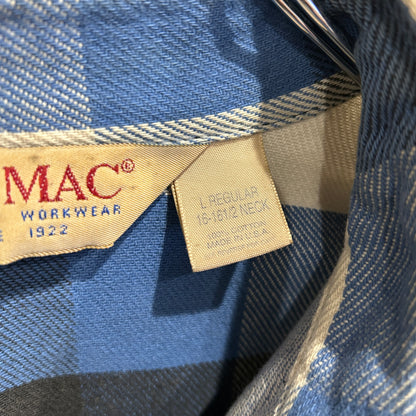 MAC®
WORKWEAR
1922
L REGULAR
16-16 1/2 NECK
100% COTTON
MADE IN U.S.A.